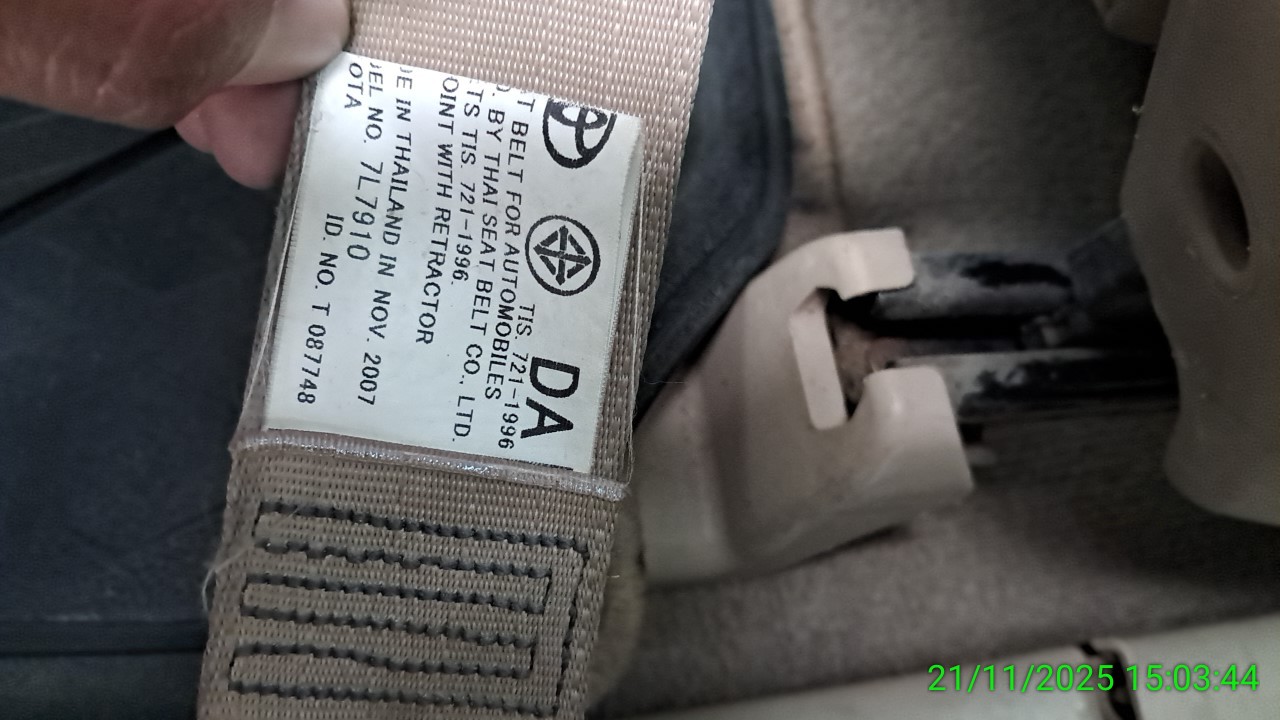 DA
TIS. 721-1996
T BELT FOR AUTOMOBILES
. BY THAI SEAT BELT CO., LTD.
TS TIS. 721-1996.
OINT WITH RETRACTOR
E IN THAILAND IN NOV. 2007
EL NO. 7L7910
OTA
ID. NO. T 087748
21/11/2025 15:03:44